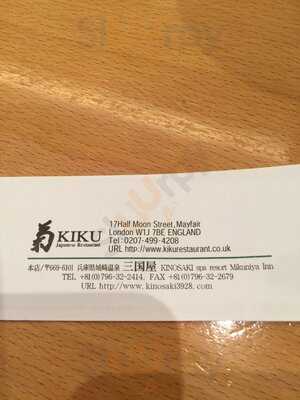 菊 KIKU
Japanese Restaurant
17Half Moon Street, Mayfair
London W1J 7BE ENGLAND
Tel: 0207-499-4208
URL http://www.kikurestaurant.co.uk
本店/〒669-6101 兵庫県城崎温泉 三国屋 KINOSAKI spa resort Mikuniya Inn
TEL +81(0)796-32-2414, FAX +81(0)796-32-2679
URL http://www.kinosaki3928.com